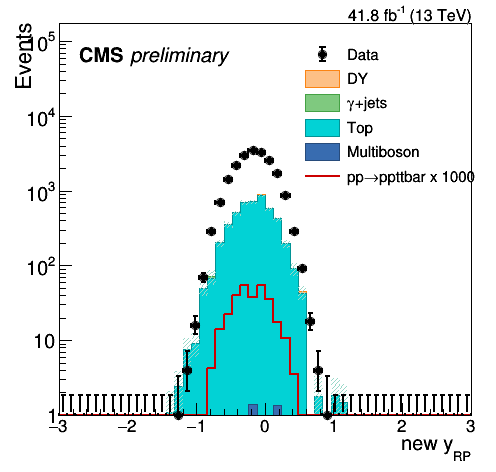 41.8 fb⁻¹ (13 TeV)
Events
CMS preliminary
Data
DY
γ+jets
Top
Multiboson
pp→ppttbar x 1000
10⁵
10⁴
10³
10²
10
1
−3 −2 −1 0 1 2 3
new y_RP